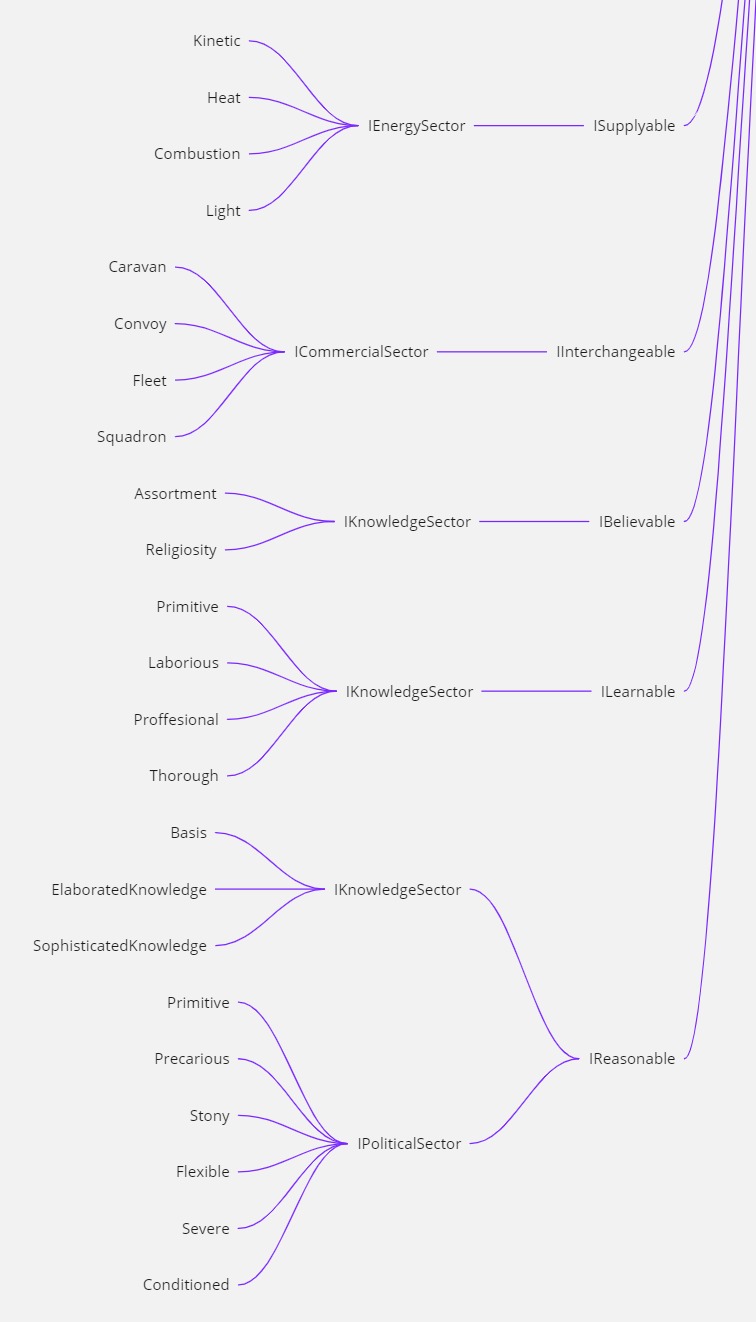 Kinetic
Heat
IEnergySector
ISupplyable
Combustion
Light
Caravan
Convoy
ICommercialSector
IInterchangeable
Fleet
Squadron
Assortment
IKnowledgeSector
IBelievable
Religiosity
Primitive
Laborious
IKnowledgeSector
ILearnable
Proffesional
Thorough
Basis
ElaboratedKnowledge
IKnowledgeSector
SophisticatedKnowledge
Primitive
Precarious
IReasonable
Stony
IPoliticalSector
Flexible
Severe
Conditioned